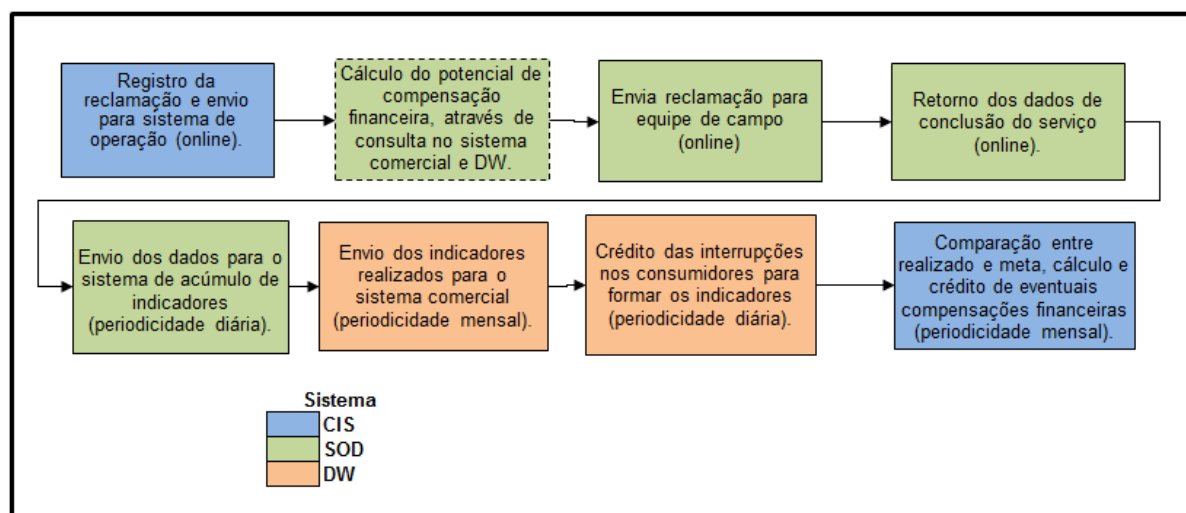 Registro da
reclamação e envio
para sistema de
operação (online).
Cálculo do potencial de
compensação
financeira, através de
consulta no sistema
comercial e DW.
Envia reclamação para
equipe de campo
(online)
Retorno dos dados de
conclusão do serviço
(online).
Envio dos dados para o
sistema de acúmulo de
indicadores
(periodicidade diária).
Envio dos indicadores
realizados para o
sistema comercial
(periodicidade mensal).
Crédito das interrupções
nos consumidores para
formar os indicadores
(periodicidade diária).
Comparação entre
realizado e meta, cálculo e
crédito de eventuais
compensações financeiras
(periodicidade mensal).
Sistema
CIS
SOD
DW